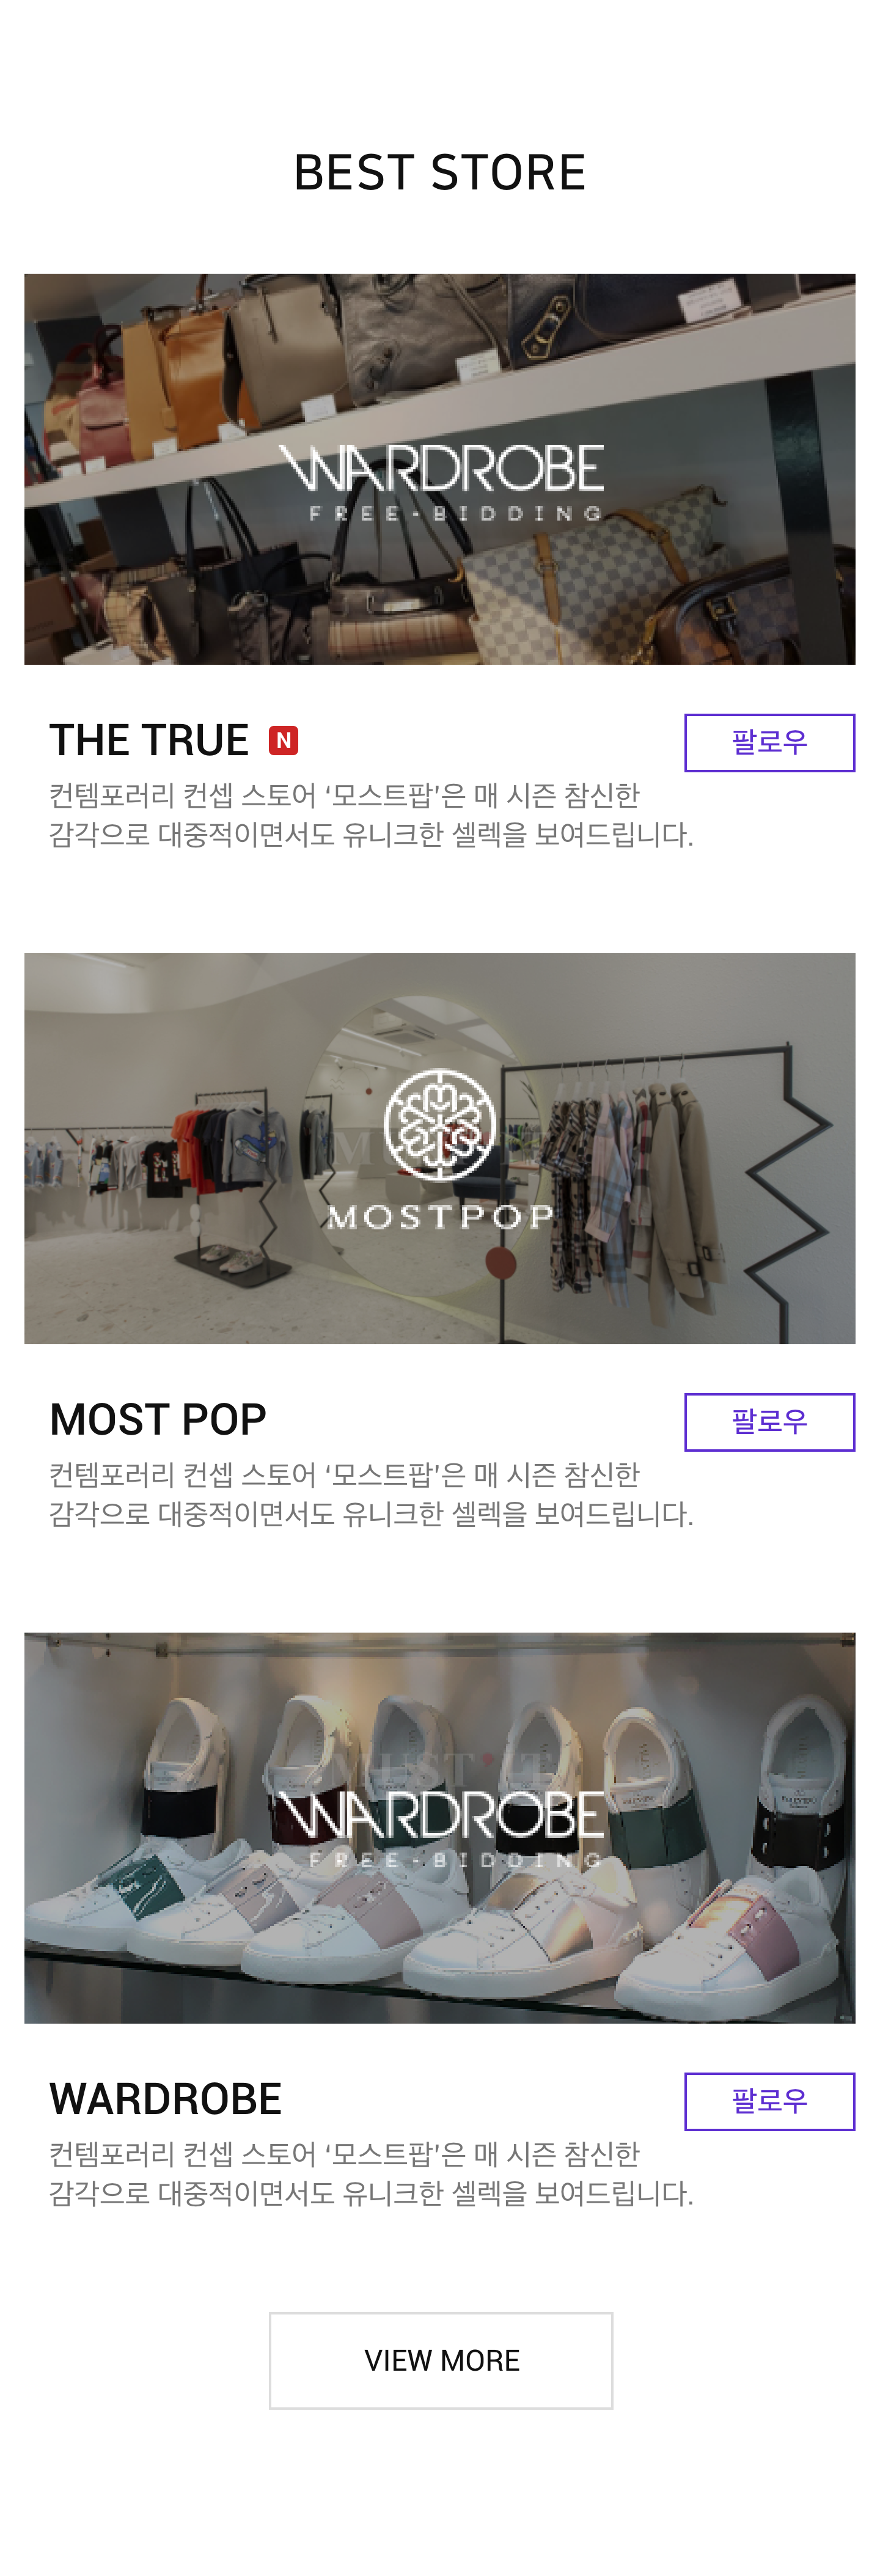 BEST STORE
WARDROBE
FREE-BIDDING
THE TRUE N
팔로우
컨템포러리 컨셉 스토어 ‘모스트팝’은 매 시즌 참신한
감각으로 대중적이면서도 유니크한 셀렉을 보여드립니다.
MOSTPOP
MOST POP
팔로우
컨템포러리 컨셉 스토어 ‘모스트팝’은 매 시즌 참신한
감각으로 대중적이면서도 유니크한 셀렉을 보여드립니다.
MUST IT
WARDROBE
FREE-BIDDING
WARDROBE
팔로우
컨템포러리 컨셉 스토어 ‘모스트팝’은 매 시즌 참신한
감각으로 대중적이면서도 유니크한 셀렉을 보여드립니다.
VIEW MORE